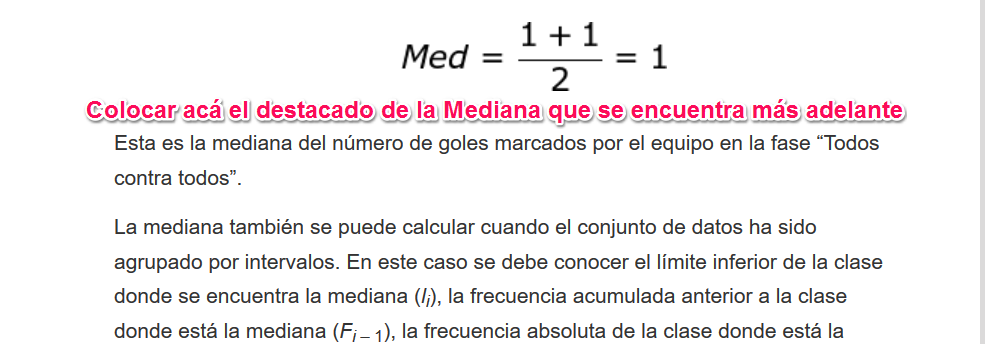 Med = \frac{1 + 1}{2} = 1
Colocar acá el destacado de la Mediana que se encuentra más adelante
Esta es la mediana del número de goles marcados por el equipo en la fase “Todos
contra todos”.
La mediana también se puede calcular cuando el conjunto de datos ha sido
agrupado por intervalos. En este caso se debe conocer el límite inferior de la clase
donde se encuentra la mediana (l_i), la frecuencia acumulada anterior a la clase
donde está la mediana (F_{i – 1}), la frecuencia absoluta de la clase donde está la